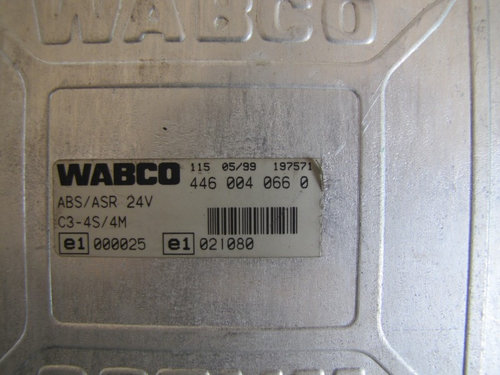 WABCO
WABCO 115 05/99 197571
446 004 066 0
ABS/ASR 24V
C3-4S/4M
e1 000025 e1 021080